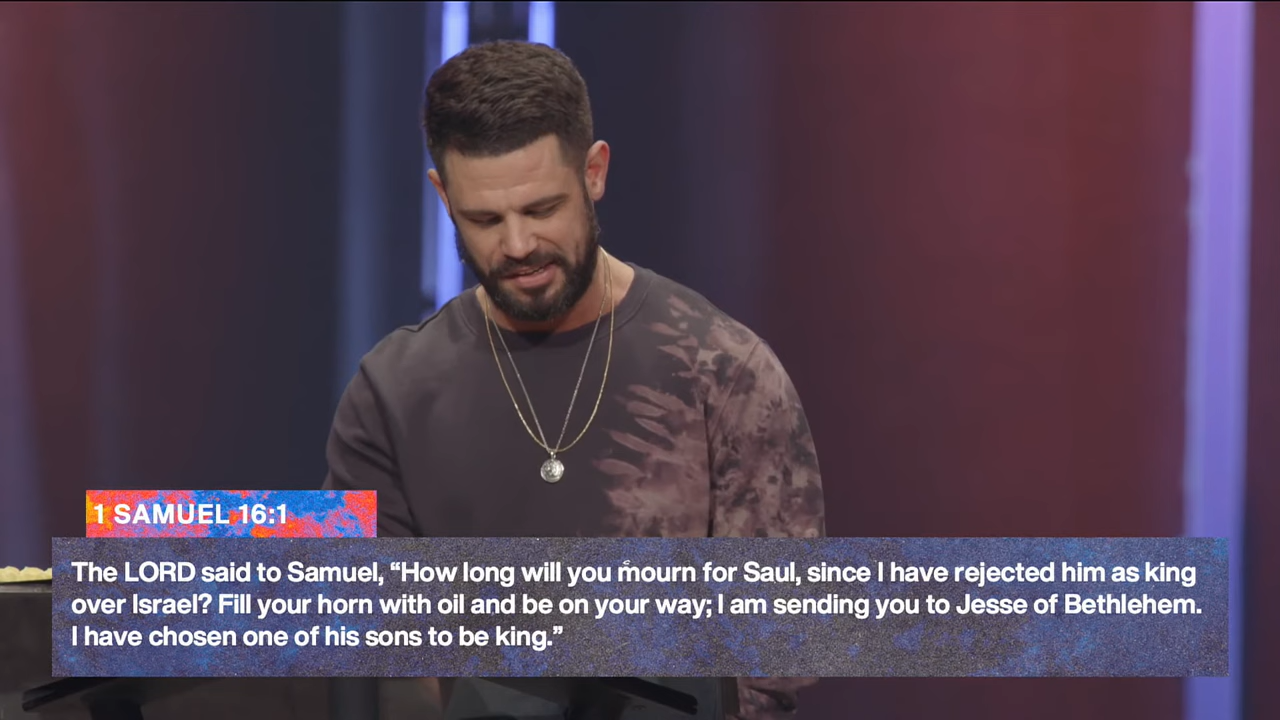 1 SAMUEL 16:1
The LORD said to Samuel, “How long will you mourn for Saul, since I have rejected him as king
over Israel? Fill your horn with oil and be on your way; I am sending you to Jesse of Bethlehem.
I have chosen one of his sons to be king.”